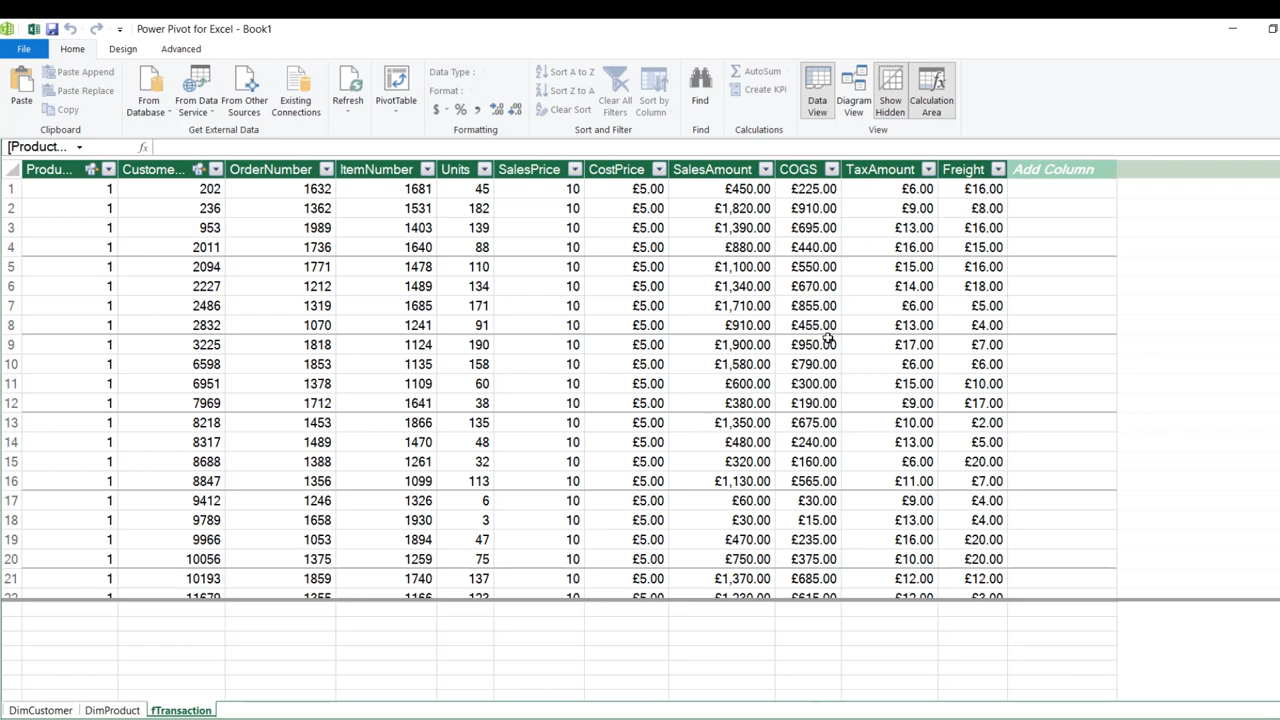 Power Pivot for Excel - Book1
File Home Design Advanced
Paste
Paste Append
Paste Replace
Copy
Clipboard
From Database
From Data Service
From Other Sources
Existing Connections
Get External Data
Refresh
PivotTable
Data Type :
Format :
$ % ,
Formatting
Sort A to Z
Sort Z to A
Clear Sort
Clear All Filters
Sort by Column
Sort and Filter
Find
Find
AutoSum
Create KPI
Calculations
Data View
Diagram View
Show Hidden
Calculation Area
View
[Product... fx
Produ... Custome... OrderNumber ItemNumber Units SalesPrice CostPrice SalesAmount COGS TaxAmount Freight Add Column
1 1 202 1632 1681 45 10 £5.00 £450.00 £225.00 £6.00 £16.00
2 1 236 1362 1531 182 10 £5.00 £1,820.00 £910.00 £9.00 £8.00
3 1 953 1989 1403 139 10 £5.00 £1,390.00 £695.00 £13.00 £16.00
4 1 2011 1736 1640 88 10 £5.00 £880.00 £440.00 £16.00 £15.00
5 1 2094 1771 1478 110 10 £5.00 £1,100.00 £550.00 £15.00 £16.00
6 1 2227 1212 1489 134 10 £5.00 £1,340.00 £670.00 £14.00 £18.00
7 1 2486 1319 1685 171 10 £5.00 £1,710.00 £855.00 £6.00 £5.00
8 1 2832 1070 1241 91 10 £5.00 £910.00 £455.00 £13.00 £4.00
9 1 3225 1818 1124 190 10 £5.00 £1,900.00 £950.00 £17.00 £7.00
10 1 6598 1853 1135 158 10 £5.00 £1,580.00 £790.00 £6.00 £6.00
11 1 6951 1378 1109 60 10 £5.00 £600.00 £300.00 £15.00 £10.00
12 1 7969 1712 1641 38 10 £5.00 £380.00 £190.00 £9.00 £17.00
13 1 8218 1453 1866 135 10 £5.00 £1,350.00 £675.00 £10.00 £2.00
14 1 8317 1489 1470 48 10 £5.00 £480.00 £240.00 £13.00 £5.00
15 1 8688 1388 1261 32 10 £5.00 £320.00 £160.00 £6.00 £20.00
16 1 8847 1356 1099 113 10 £5.00 £1,130.00 £565.00 £11.00 £7.00
17 1 9412 1246 1326 6 10 £5.00 £60.00 £30.00 £9.00 £4.00
18 1 9789 1658 1930 3 10 £5.00 £30.00 £15.00 £13.00 £4.00
19 1 9966 1053 1894 47 10 £5.00 £470.00 £235.00 £16.00 £20.00
20 1 10056 1375 1259 75 10 £5.00 £750.00 £375.00 £10.00 £20.00
21 1 10193 1859 1740 137 10 £5.00 £1,370.00 £685.00 £12.00 £12.00
22 1 11679 1355 1166 123 10 £5.00 £1,230.00 £615.00 £12.00 £3.00
DimCustomer DimProduct fTransaction